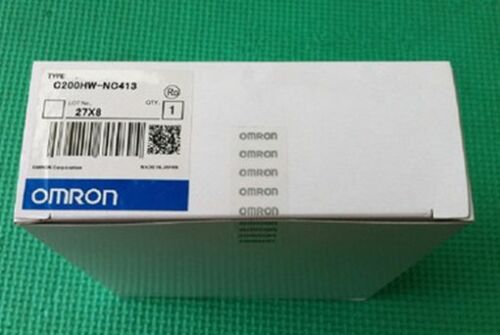 TYPE
C200HW-NC413
Ro
LOT No.
QTY.
27X8
1
OMRON Corporation
MADE IN JAPAN
OMRON
OMRON
OMRON
OMRON
OMRON
OMRON